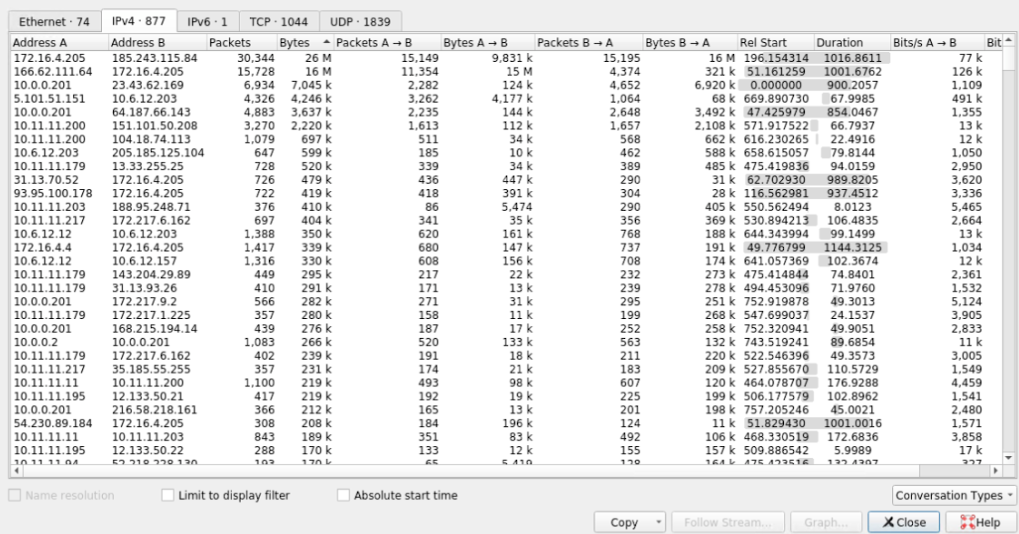 Ethernet · 74 IPv4 · 877 IPv6 · 1 TCP · 1044 UDP · 1839
Address A Address B Packets Bytes Packets A → B Bytes A → B Packets B → A Bytes B → A Rel Start Duration Bits/s A → B Bit
172.16.4.205 185.243.115.84 30,344 26 M 15,149 9,831 k 15,195 16 M 196.154314 1016.8611 77 k
166.62.111.64 172.16.4.205 15,728 16 M 11,354 15 M 4,374 321 k 51.161259 1001.6762 126 k
10.0.0.201 23.43.62.169 6,934 7,045 k 2,282 124 k 4,652 6,920 k 0.000000 900.2057 1,109
5.101.51.151 10.6.12.203 4,326 4,246 k 3,262 4,177 k 1,064 68 k 669.890730 67.9985 491 k
10.0.0.201 64.187.66.143 4,883 3,637 k 2,235 144 k 2,648 3,492 k 47.425979 854.0467 1,355
10.11.11.200 151.101.50.208 3,270 2,220 k 1,613 112 k 1,657 2,108 k 571.917522 66.7937 13 k
10.11.11.200 104.18.74.113 1,079 697 k 511 34 k 568 662 k 616.230265 22.4916 12 k
10.6.12.203 205.185.125.104 647 599 k 185 10 k 462 588 k 658.615057 79.8144 1,050
10.11.11.179 13.33.255.25 728 520 k 339 34 k 389 485 k 475.419836 94.0159 2,950
31.13.70.52 172.16.4.205 726 479 k 436 447 k 290 31 k 62.702930 989.8205 3,620
93.95.100.178 172.16.4.205 722 419 k 418 391 k 304 28 k 116.562981 937.4512 3,336
10.11.11.203 188.95.248.71 376 410 k 86 5,474 290 405 k 550.562494 8.0123 5,465
10.11.11.217 172.217.6.162 697 404 k 341 35 k 356 369 k 530.894213 106.4835 2,664
10.6.12.12 10.6.12.203 1,388 350 k 620 161 k 768 188 k 644.343994 99.1499 13 k
172.16.4.4 172.16.4.205 1,417 339 k 680 147 k 737 191 k 49.776799 1144.3125 1,034
10.6.12.12 10.6.12.157 1,316 330 k 608 156 k 708 174 k 641.057369 102.3674 12 k
10.11.11.179 143.204.29.89 449 295 k 217 22 k 232 273 k 475.414844 74.8401 2,361
10.11.11.179 31.13.93.26 410 291 k 171 13 k 239 278 k 494.453096 71.9760 1,532
10.0.0.201 172.217.9.2 566 282 k 271 31 k 295 251 k 752.919878 49.3013 5,124
10.11.11.179 172.217.1.225 357 280 k 158 11 k 199 268 k 547.699037 24.1537 3,905
10.0.0.201 168.215.194.14 439 276 k 187 17 k 252 258 k 752.320941 49.9051 2,833
10.0.0.2 10.0.0.201 1,083 266 k 520 133 k 563 132 k 743.519241 89.6854 11 k
10.11.11.179 172.217.6.162 402 239 k 191 18 k 211 220 k 522.546396 49.3573 3,005
10.11.11.217 35.185.55.255 357 231 k 174 21 k 183 209 k 527.855670 110.5729 1,549
10.11.11.11 10.11.11.200 1,100 219 k 493 98 k 607 120 k 464.078707 176.9288 4,459
10.11.11.195 12.133.50.21 417 219 k 192 19 k 225 199 k 506.177579 102.8962 1,541
10.0.0.201 216.58.218.161 366 212 k 165 13 k 201 198 k 757.205246 45.0021 2,480
54.230.89.184 172.16.4.205 308 208 k 184 196 k 124 11 k 51.829430 1001.0016 1,571
10.11.11.11 10.11.11.203 843 189 k 351 83 k 492 106 k 468.330519 172.6836 3,858
10.11.11.195 12.133.50.22 288 170 k 133 12 k 155 157 k 509.886542 5.9989 17 k
10.11.11.94 52.218.228.130 193 170 k 65 5,419 128 164 k 475.423516 132.4397 327
Name resolution Limit to display filter Absolute start time Conversation Types
Copy Follow Stream... Graph... Close Help